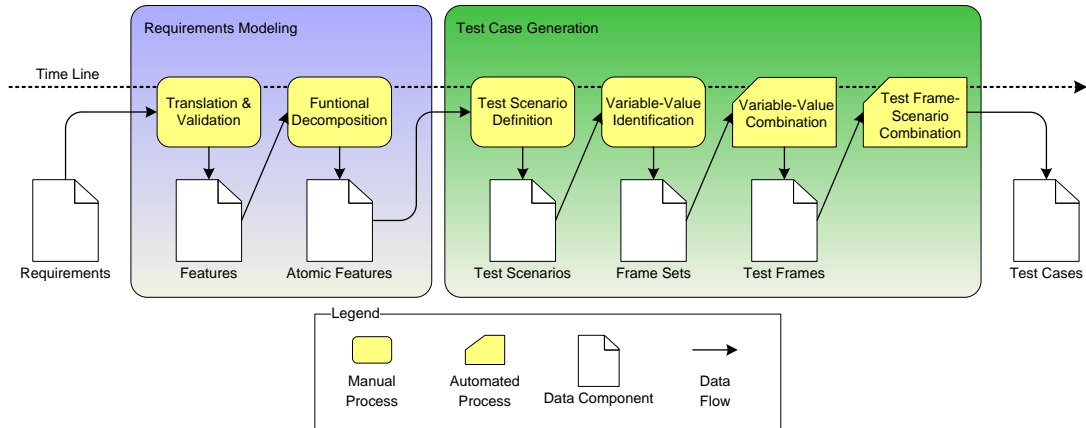 Requirements Modeling
Test Case Generation
Time Line
Translation &
Validation
Funtional
Decomposition
Test Scenario
Definition
Variable-Value
Identification
Variable-Value
Combination
Test Frame-
Scenario
Combination
Requirements
Features
Atomic Features
Test Scenarios
Frame Sets
Test Frames
Test Cases
Legend
Manual
Process
Automated
Process
Data Component
Data
Flow